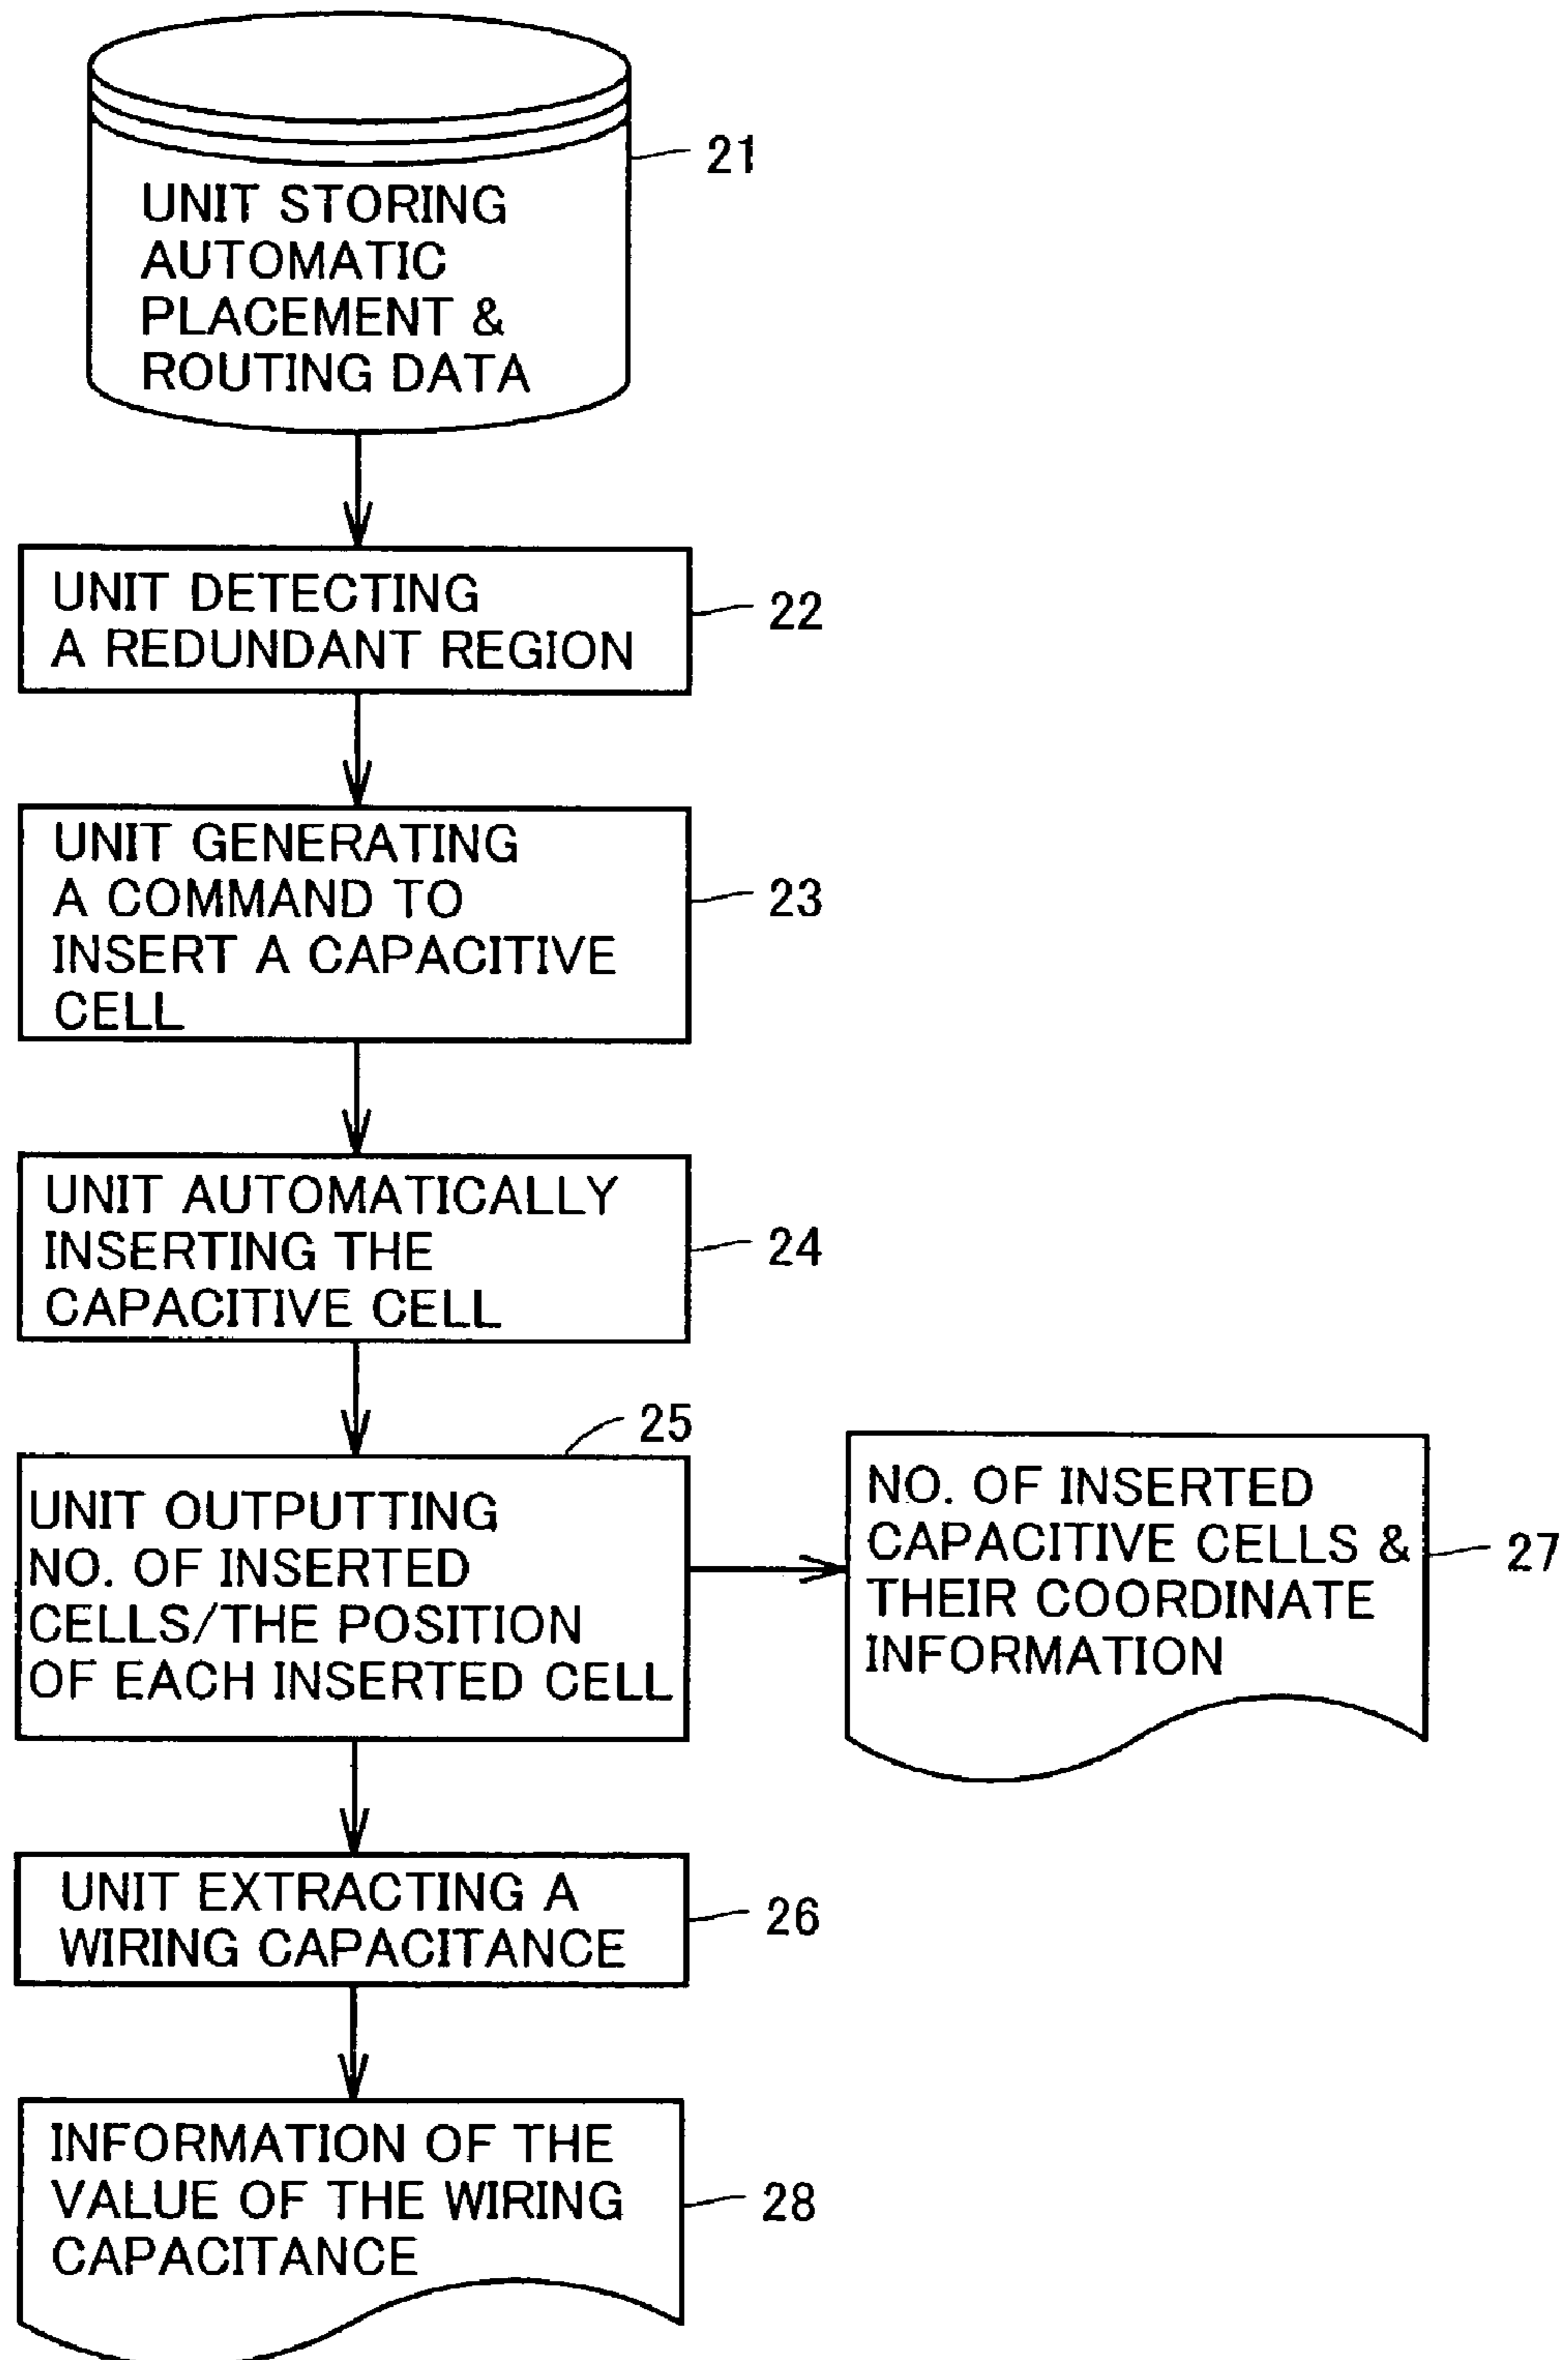 UNIT STORING
AUTOMATIC
PLACEMENT &
ROUTING DATA
21
UNIT DETECTING
A REDUNDANT REGION
22
UNIT GENERATING
A COMMAND TO
INSERT A CAPACITIVE
CELL
23
UNIT AUTOMATICALLY
INSERTING THE
CAPACITIVE CELL
24
25
UNIT OUTPUTTING
NO. OF INSERTED
CELLS/THE POSITION
OF EACH INSERTED CELL
NO. OF INSERTED
CAPACITIVE CELLS &
THEIR COORDINATE
INFORMATION
27
UNIT EXTRACTING A
WIRING CAPACITANCE
26
INFORMATION OF THE
VALUE OF THE WIRING
CAPACITANCE
28